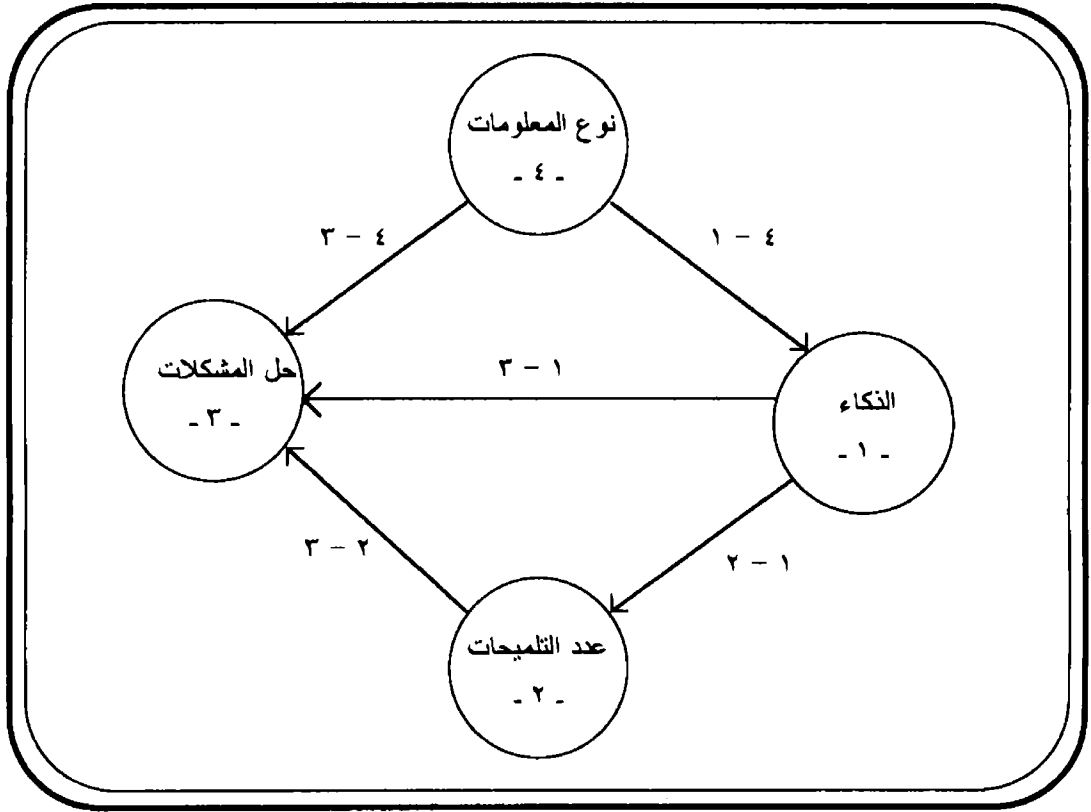 نوع المعلومات
- ٤ -
٤ - ١
٤ - ٣
الذكاء
- ١ -
١ - ٣
حل المشكلات
- ٣ -
١ - ٢
٢ - ٣
عدد التلميحات
- ٢ -